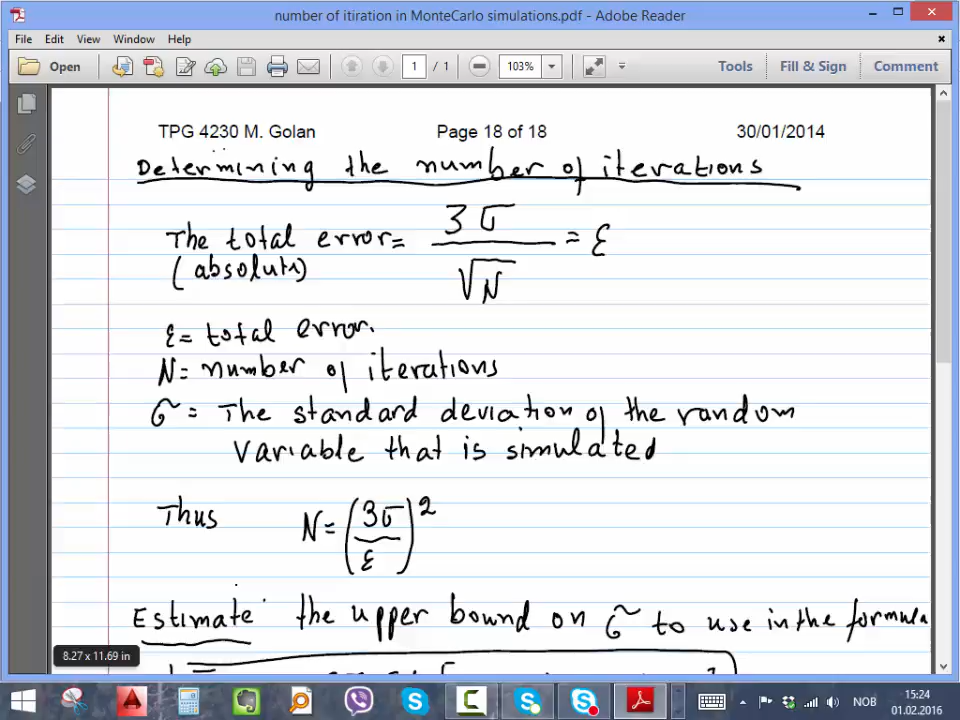 number of itiration in MonteCarlo simulations.pdf - Adobe Reader
File Edit View Window Help
Open 1 / 1 103% Tools Fill & Sign Comment
TPG 4230 M. Golan Page 18 of 18 30/01/2014
Determining the number of iterations
The total error = 3σ / √N = ε
(absolute)
ε = total error.
N = number of iterations
σ = The standard deviation of the random
variable that is simulated
Thus N = (3σ/ε)²
Estimate the upper bound on σ to use in the formula
8.27 x 11.69 in
NOB
15:24
01.02.2016